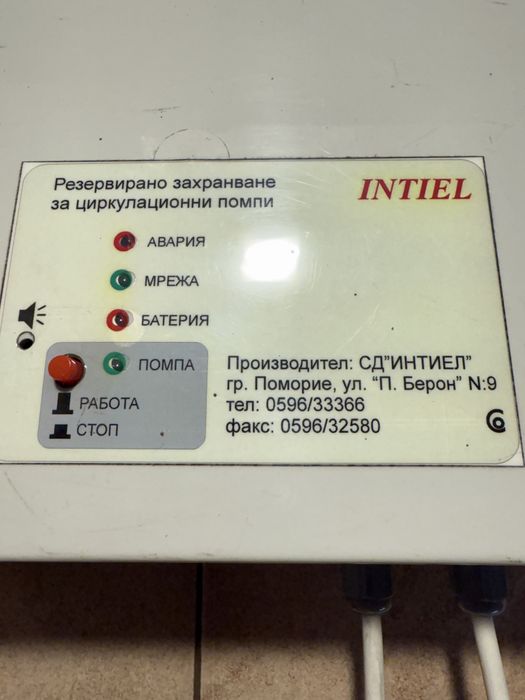 Резервирано захранване
за циркулационни помпи
INTIEL
АВАРИЯ
МРЕЖА
БАТЕРИЯ
ПОМПА
РАБОТА
СТОП
Производител: СД"ИНТИЕЛ"
гр. Поморие, ул. “П. Берон” N:9
тел: 0596/33366
факс: 0596/32580